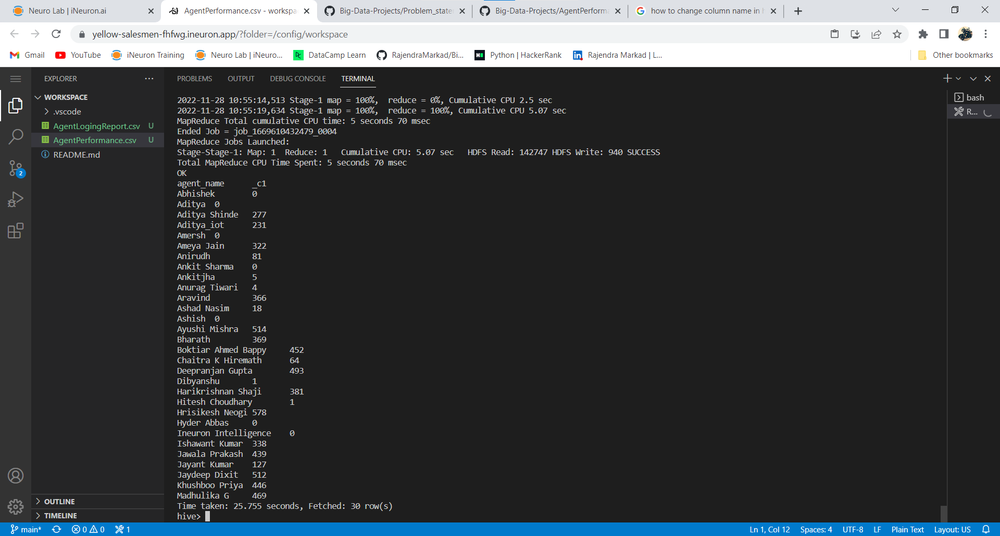 Neuro Lab | iNeuron.ai
AgentPerformance.csv - workspa
Big-Data-Projects/Problem_state
Big-Data-Projects/AgentPerforma
how to change column name in h
yellow-salesmen-fhfwg.ineuron.app/?folder=/config/workspace
Gmail
YouTube
iNeuron Training
Neuro Lab | iNeuro...
DataCamp Learn
RajendraMarkad/Bi...
Python | HackerRank
Rajendra Markad | L...
Other bookmarks
EXPLORER
PROBLEMS
OUTPUT
DEBUG CONSOLE
TERMINAL
WORKSPACE
.vscode
AgentLogingReport.csv U
AgentPerformance.csv U
README.md
2
OUTLINE
TIMELINE
2022-11-28 10:55:14,513 Stage-1 map = 100%,  reduce = 0%, Cumulative CPU 2.5 sec
2022-11-28 10:55:19,634 Stage-1 map = 100%,  reduce = 100%, Cumulative CPU 5.07 sec
MapReduce Total cumulative CPU time: 5 seconds 70 msec
Ended Job = job_1669610432479_0004
MapReduce Jobs Launched:
Stage-Stage-1: Map: 1  Reduce: 1   Cumulative CPU: 5.07 sec   HDFS Read: 142747 HDFS Write: 940 SUCCESS
Total MapReduce CPU Time Spent: 5 seconds 70 msec
OK
agent_name _c1
Abhishek 0
Aditya 0
Aditya Shinde 277
Aditya_iot 231
Amersh 0
Ameya Jain 322
Anirudh 81
Ankit Sharma 0
Ankitjha 5
Anurag Tiwari 4
Aravind 366
Ashad Nasim 18
Ashish 0
Ayushi Mishra 514
Bharath 369
Boktiar Ahmed Bappy 452
Chaitra K Hiremath 64
Deepranjan Gupta 493
Dibyanshu 1
Harikrishnan Shaji 381
Hitesh Choudhary 1
Hrisikesh Neogi 578
Hyder Abbas 0
Ineuron Intelligence 0
Ishawant Kumar 338
Jawala Prakash 439
Jayant Kumar 127
Jaydeep Dixit 512
Khushboo Priya 446
Madhulika G 469
Time taken: 25.755 seconds, Fetched: 30 row(s)
hive>
bash
R...
main*
0
0
1
Ln 1, Col 12
Spaces: 4
UTF-8
LF
Plain Text
Layout: US